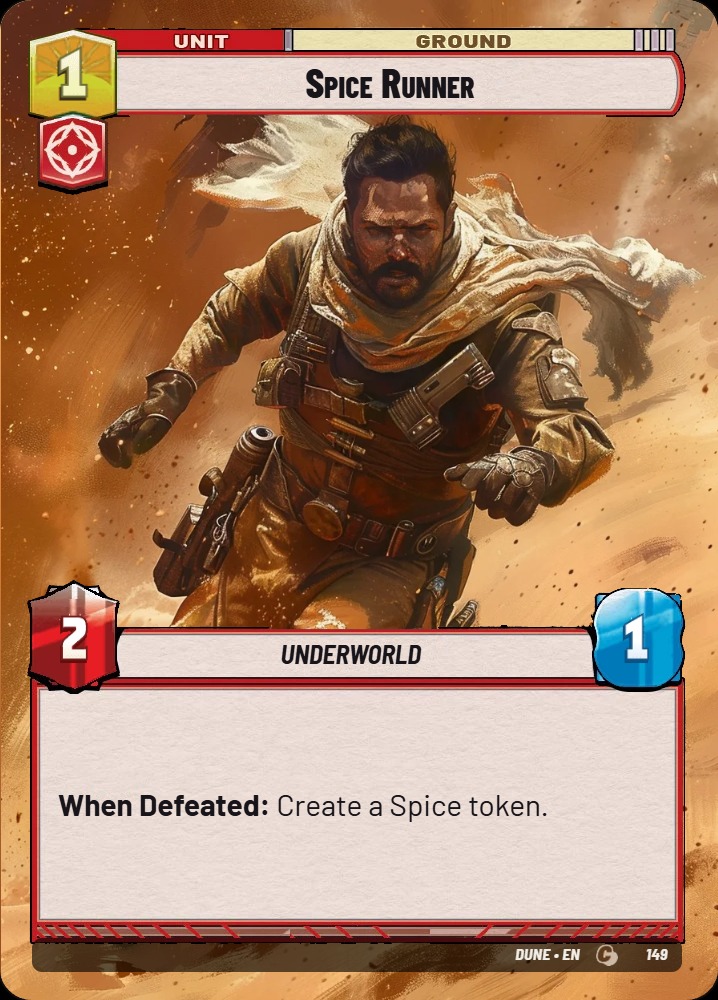 UNIT GROUND
1 SPICE RUNNER
2 UNDERWORLD 1
When Defeated: Create a Spice token.
DUNE • EN C 149